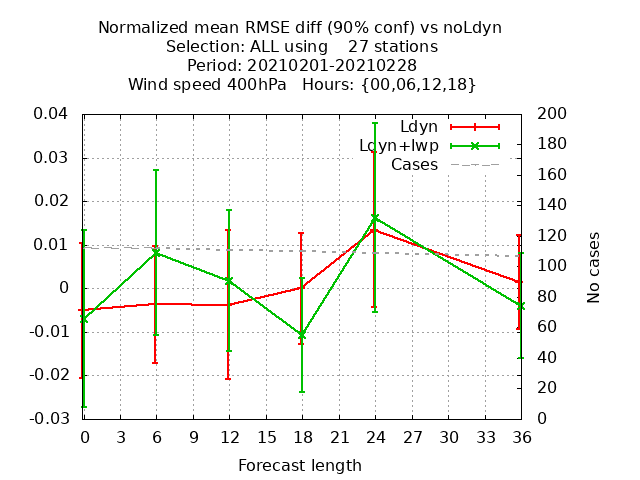 Normalized mean RMSE diff (90% conf) vs noLdyn
Selection: ALL using    27 stations
Period: 20210201-20210228
Wind speed 400hPa   Hours: {00,06,12,18}
0.04
0.03
0.02
0.01
0
-0.01
-0.02
-0.03
200
180
160
140
120
100
80
60
40
20
0
Ldyn
Ldyn+lwp
Cases
No cases
0 3 6 9 12 15 18 21 24 27 30 33 36
Forecast length